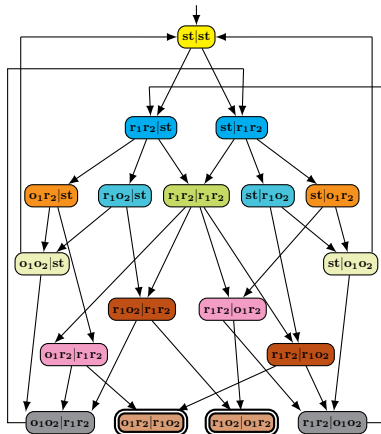 st|st
r₁r₂|st st|r₁r₂
o₁r₂|st r₁o₂|st r₁r₂|r₁r₂ st|r₁o₂ st|o₁r₂
o₁o₂|st st|o₁o₂
r₁o₂|r₁r₂ r₁r₂|o₁r₂
o₁r₂|r₁r₂ r₁r₂|r₁o₂
o₁o₂|r₁r₂ o₁r₂|r₁o₂ r₁o₂|o₁r₂ r₁r₂|o₁o₂